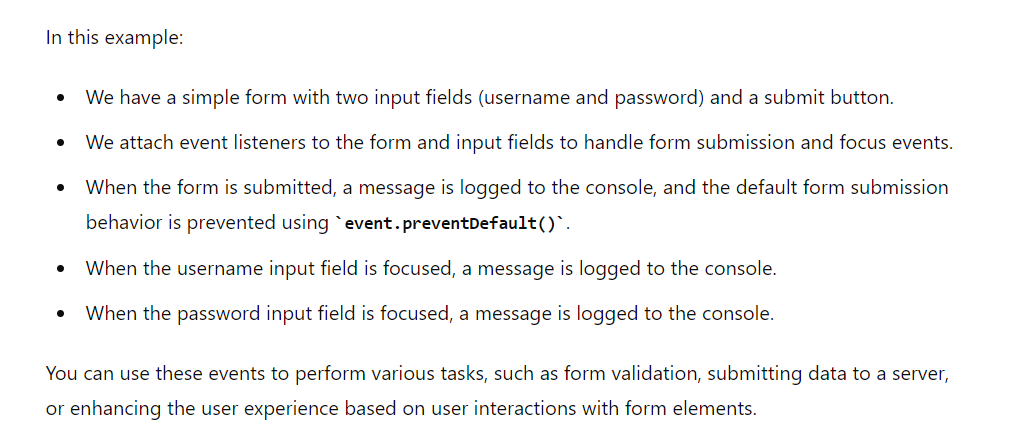 In this example:
• We have a simple form with two input fields (username and password) and a submit button.
• We attach event listeners to the form and input fields to handle form submission and focus events.
• When the form is submitted, a message is logged to the console, and the default form submission
behavior is prevented using `event.preventDefault()`.
• When the username input field is focused, a message is logged to the console.
• When the password input field is focused, a message is logged to the console.
You can use these events to perform various tasks, such as form validation, submitting data to a server,
or enhancing the user experience based on user interactions with form elements.